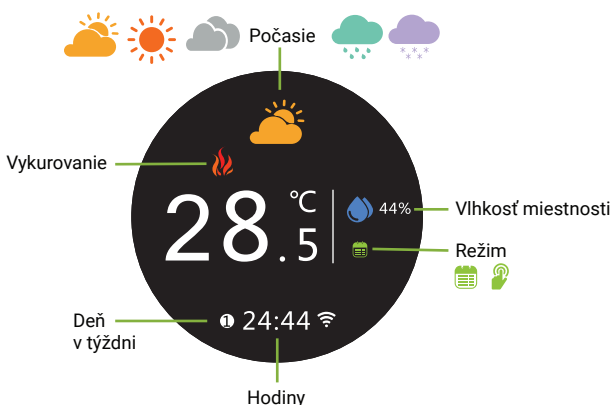 Počasie
Vykurovanie
28.5 °C
44%
Vlhkosť miestnosti
Režim
Deň
v týždni
1 24:44
Hodiny